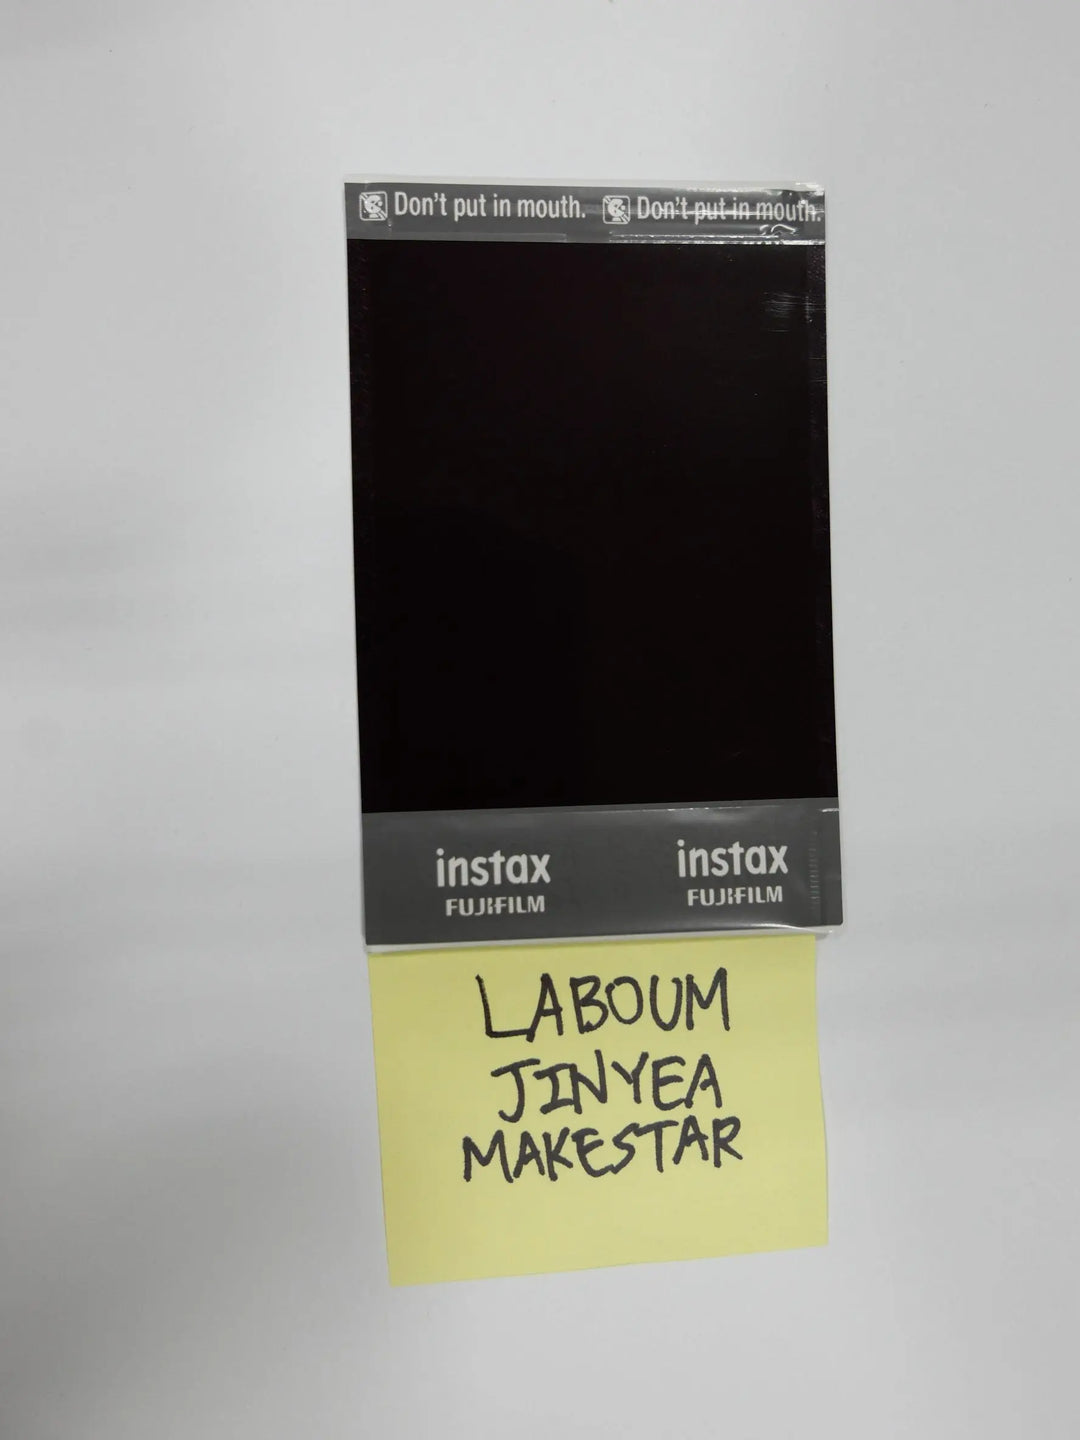 Don't put in mouth. Don't put in mouth.
instax instax
FUJIFILM FUJIFILM
LABOUM
JINYEA
MAKESTAR